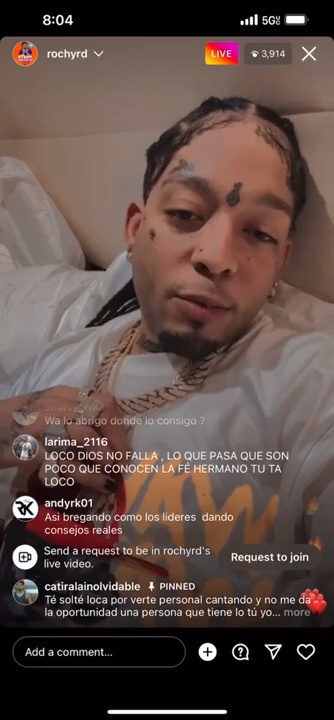 8:04
5GE
rochyrd
LIVE
3,914
Wa lo abrigo donde lo consigo ?
larima_2116
LOCO DIOS NO FALLA , LO QUE PASA QUE SON
POCO QUE CONOCEN LA FÉ HERMANO TU TA
LOCO
andyrk01
Asi bregando como los lideres dando
consejos reales
Send a request to be in rochyrd's
live video.
Request to join
catiralainolvidable PINNED
Té solté loca por verte personal cantando y no me da
la oportunidad una persona que tiene lo tú yo... more
Add a comment...